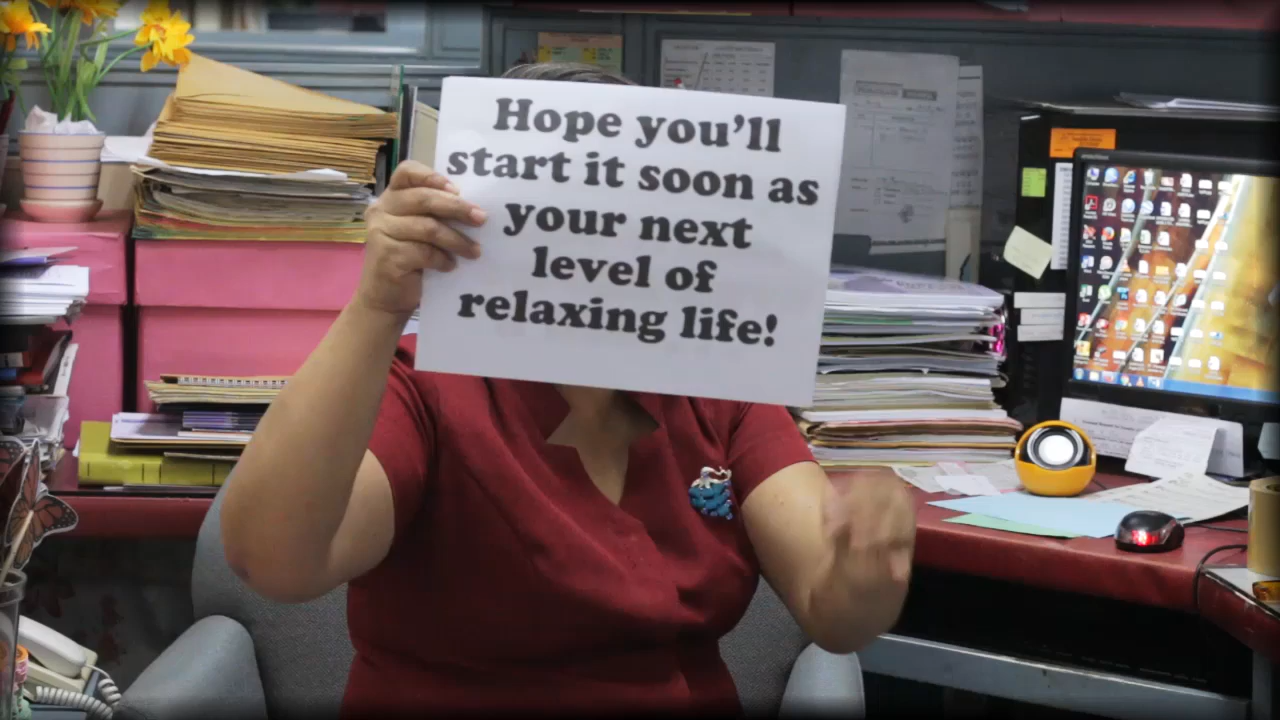 Hope you'll
start it soon as
your next
level of
relaxing life!